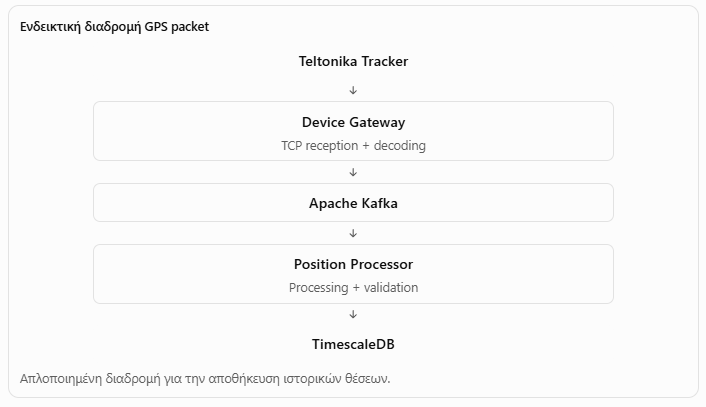 Ενδεικτική διαδρομή GPS packet
Teltonika Tracker
↓
Device Gateway
TCP reception + decoding
↓
Apache Kafka
↓
Position Processor
Processing + validation
↓
TimescaleDB
Απλοποιημένη διαδρομή για την αποθήκευση ιστορικών θέσεων.